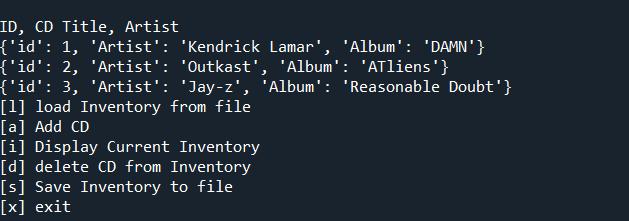 ID, CD Title, Artist
{'id': 1, 'Artist': 'Kendrick Lamar', 'Album': 'DAMN'}
{'id': 2, 'Artist': 'Outkast', 'Album': 'ATliens'}
{'id': 3, 'Artist': 'Jay-z', 'Album': 'Reasonable Doubt'}
[l] load Inventory from file
[a] Add CD
[i] Display Current Inventory
[d] delete CD from Inventory
[s] Save Inventory to file
[x] exit